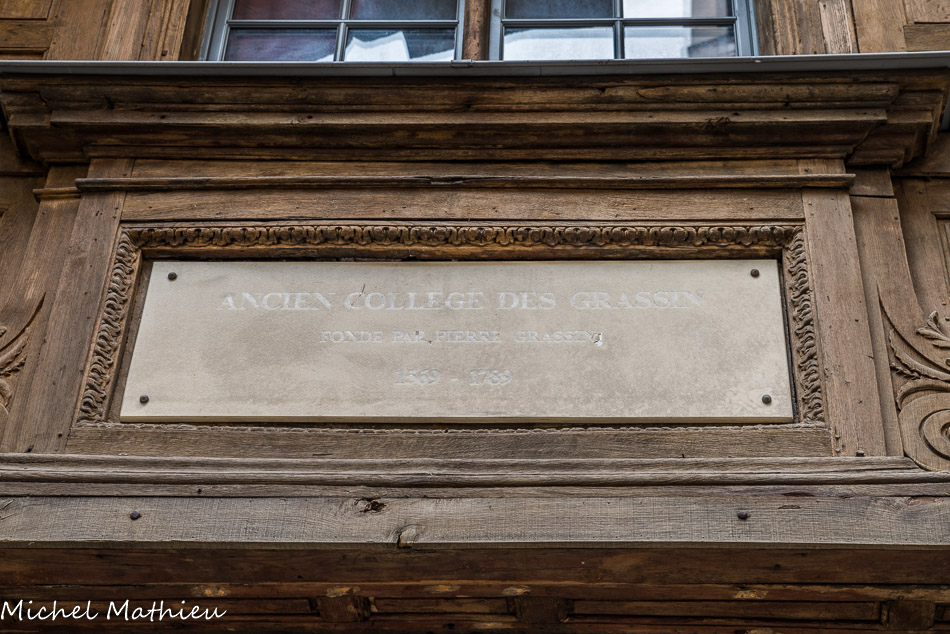 ANCIEN COLLEGE DES GRASSIN
FONDE PAR PIERRE GRASSIN
1569 - 1789
Michel Mathieu